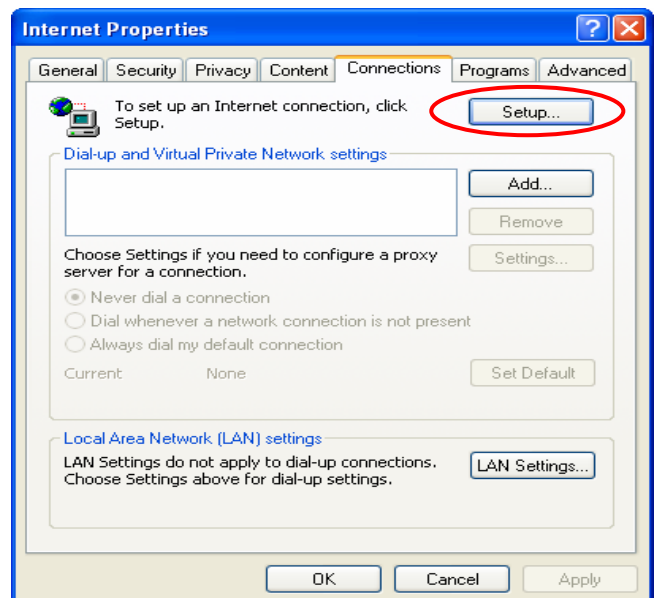 Internet Properties
General Security Privacy Content Connections Programs Advanced
To set up an Internet connection, click
Setup.
Setup...
Dial-up and Virtual Private Network settings
Add...
Remove
Choose Settings if you need to configure a proxy
server for a connection.
Settings...
Never dial a connection
Dial whenever a network connection is not present
Always dial my default connection
Current None Set Default
Local Area Network (LAN) settings
LAN Settings do not apply to dial-up connections.
Choose Settings above for dial-up settings.
LAN Settings...
OK Cancel Apply